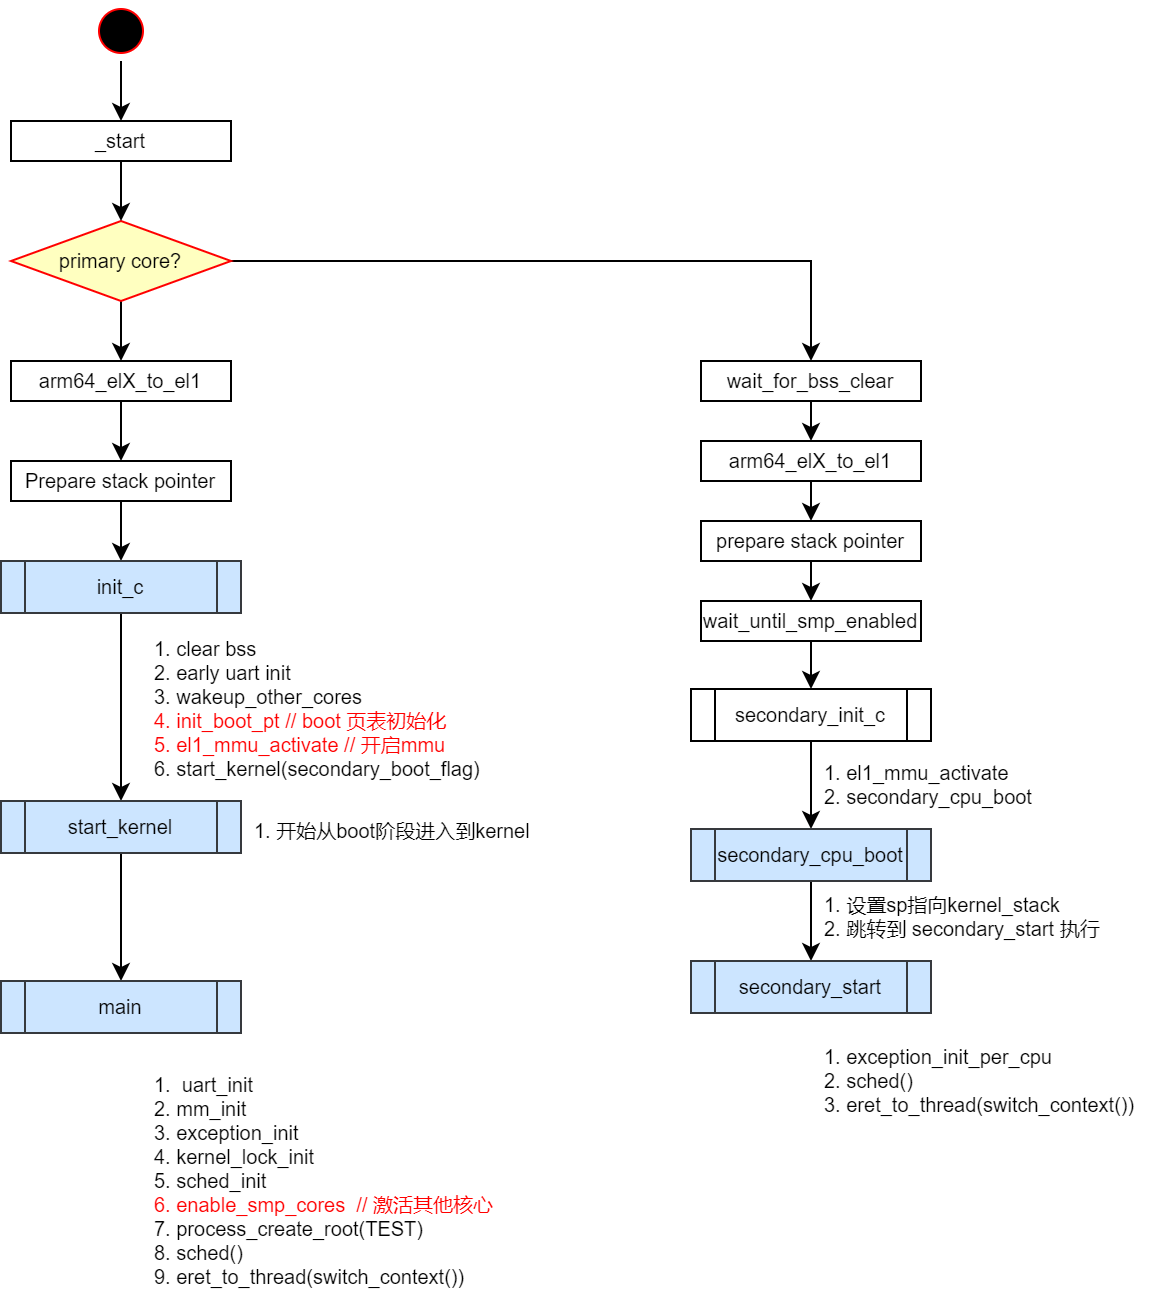 _start
primary core?
arm64_elX_to_el1
Prepare stack pointer
init_c
1. clear bss
2. early uart init
3. wakeup_other_cores
4. init_boot_pt // boot 页表初始化
5. el1_mmu_activate // 开启mmu
6. start_kernel(secondary_boot_flag)
start_kernel
1. 开始从boot阶段进入到kernel
main
1. uart_init
2. mm_init
3. exception_init
4. kernel_lock_init
5. sched_init
6. enable_smp_cores // 激活其他核心
7. process_create_root(TEST)
8. sched()
9. eret_to_thread(switch_context())
wait_for_bss_clear
arm64_elX_to_el1
prepare stack pointer
wait_until_smp_enabled
secondary_init_c
1. el1_mmu_activate
2. secondary_cpu_boot
secondary_cpu_boot
1. 设置sp指向kernel_stack
2. 跳转到 secondary_start 执行
secondary_start
1. exception_init_per_cpu
2. sched()
3. eret_to_thread(switch_context())